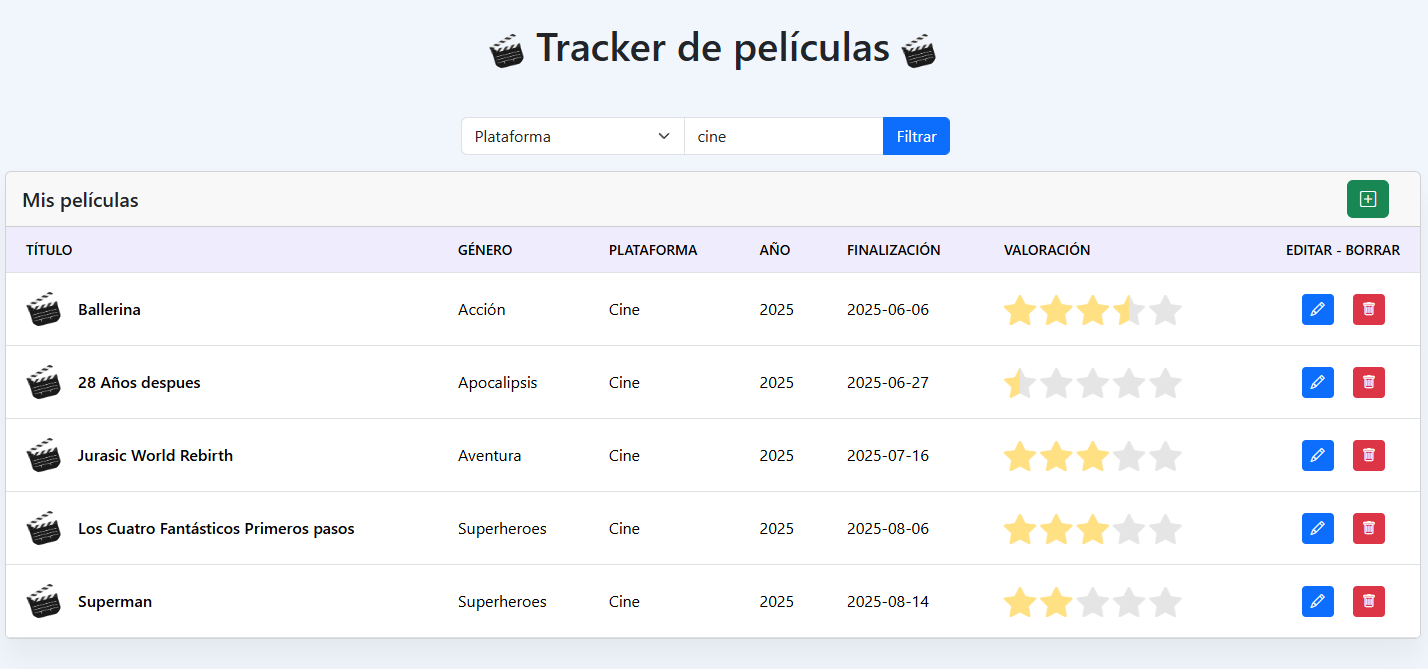 Tracker de películas
Plataforma cine Filtrar
Mis películas
TÍTULO GÉNERO PLATAFORMA AÑO FINALIZACIÓN VALORACIÓN EDITAR - BORRAR
Ballerina Acción Cine 2025 2025-06-06
28 Años despues Apocalipsis Cine 2025 2025-06-27
Jurasic World Rebirth Aventura Cine 2025 2025-07-16
Los Cuatro Fantásticos Primeros pasos Superheroes Cine 2025 2025-08-06
Superman Superheroes Cine 2025 2025-08-14